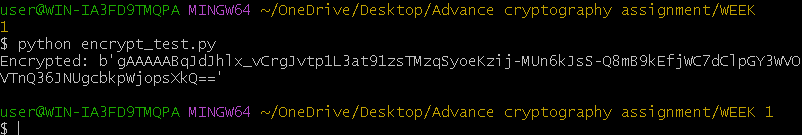 user@WIN-IA3FD9TMQPA MINGW64 ~/OneDrive/Desktop/Advance cryptography assignment/WEEK
1
$ python encrypt_test.py
Encrypted: b'gAAAAABqJdJhlx_vCrgJvtp1L3at91zsTMzqSyoeKzij-MUn6kJsS-Q8mB9kEfjWC7dClpGY3WVO
VTnQ36JNUgcbkpWjopsXkQ=='
user@WIN-IA3FD9TMQPA MINGW64 ~/OneDrive/Desktop/Advance cryptography assignment/WEEK 1
$